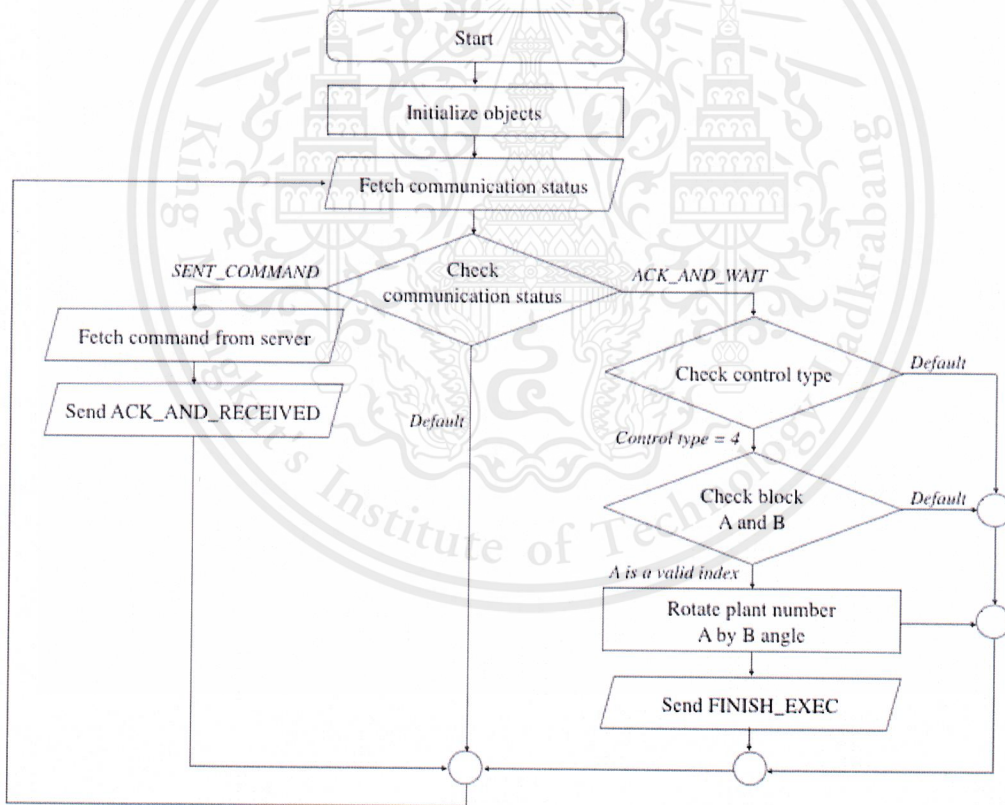 Start
Initialize objects
Fetch communication status
Check
communication status
SENT_COMMAND
ACK_AND_WAIT
Fetch command from server
Send ACK_AND_RECEIVED
Default
Check control type
Default
Control type = 4
Check block
A and B
Default
A is a valid index
Rotate plant number
A by B angle
Send FINISH_EXEC
King Mongkut's Institute of Technology Ladkrabang